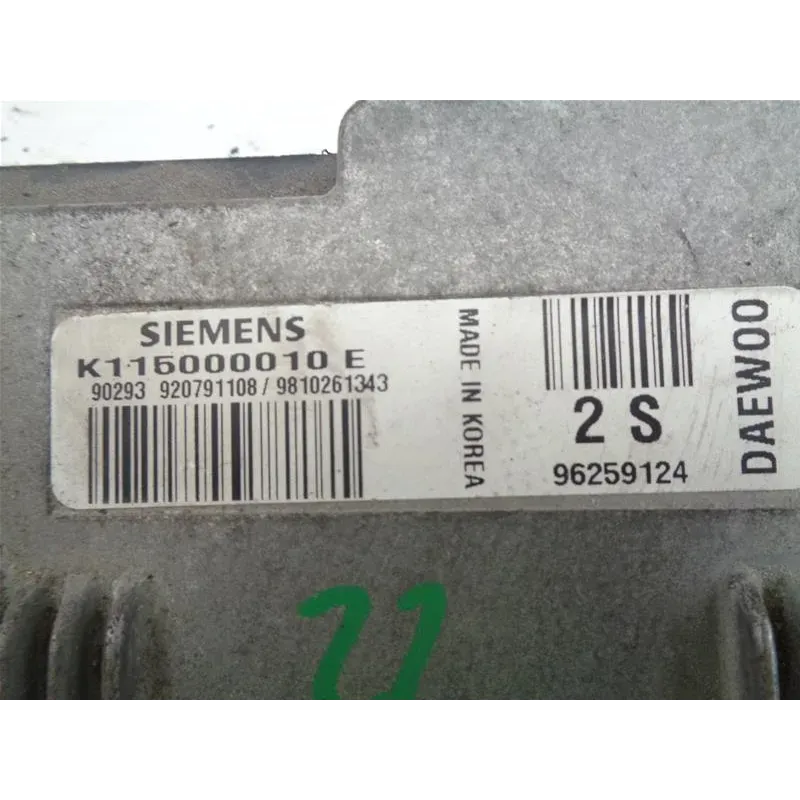 SIEMENS
K115000010 E
90293 920791108 / 9810261343
MADE IN KOREA
2 S
96259124
DAEWOO